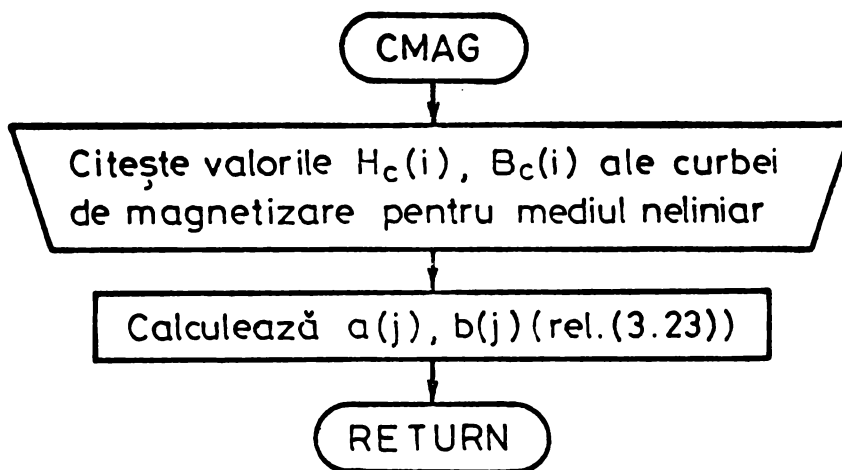 CMAG
Citește valorile Hc(i), Bc(i) ale curbei
de magnetizare pentru mediul neliniar
Calculează a(j), b(j)(rel.(3.23))
RETURN